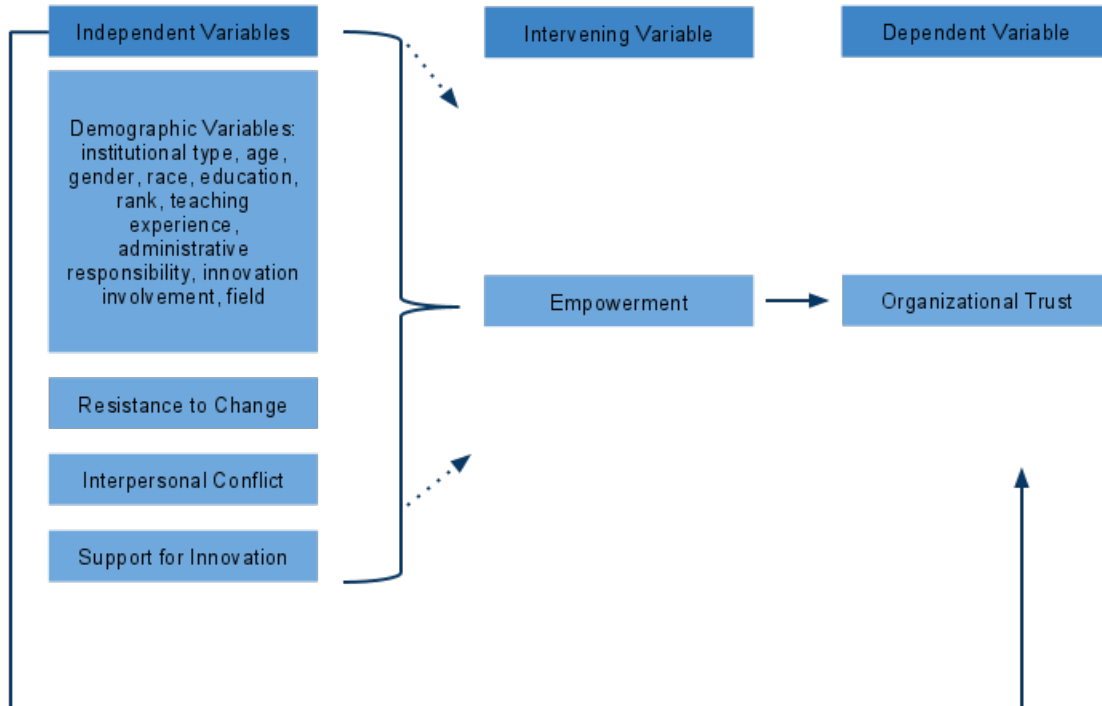 Independent Variables
Intervening Variable
Dependent Variable
Demographic Variables:
institutional type, age,
gender, race, education,
rank, teaching
experience,
administrative
responsibility, innovation
involvement, field
Empowerment
Organizational Trust
Resistance to Change
Interpersonal Conflict
Support for Innovation